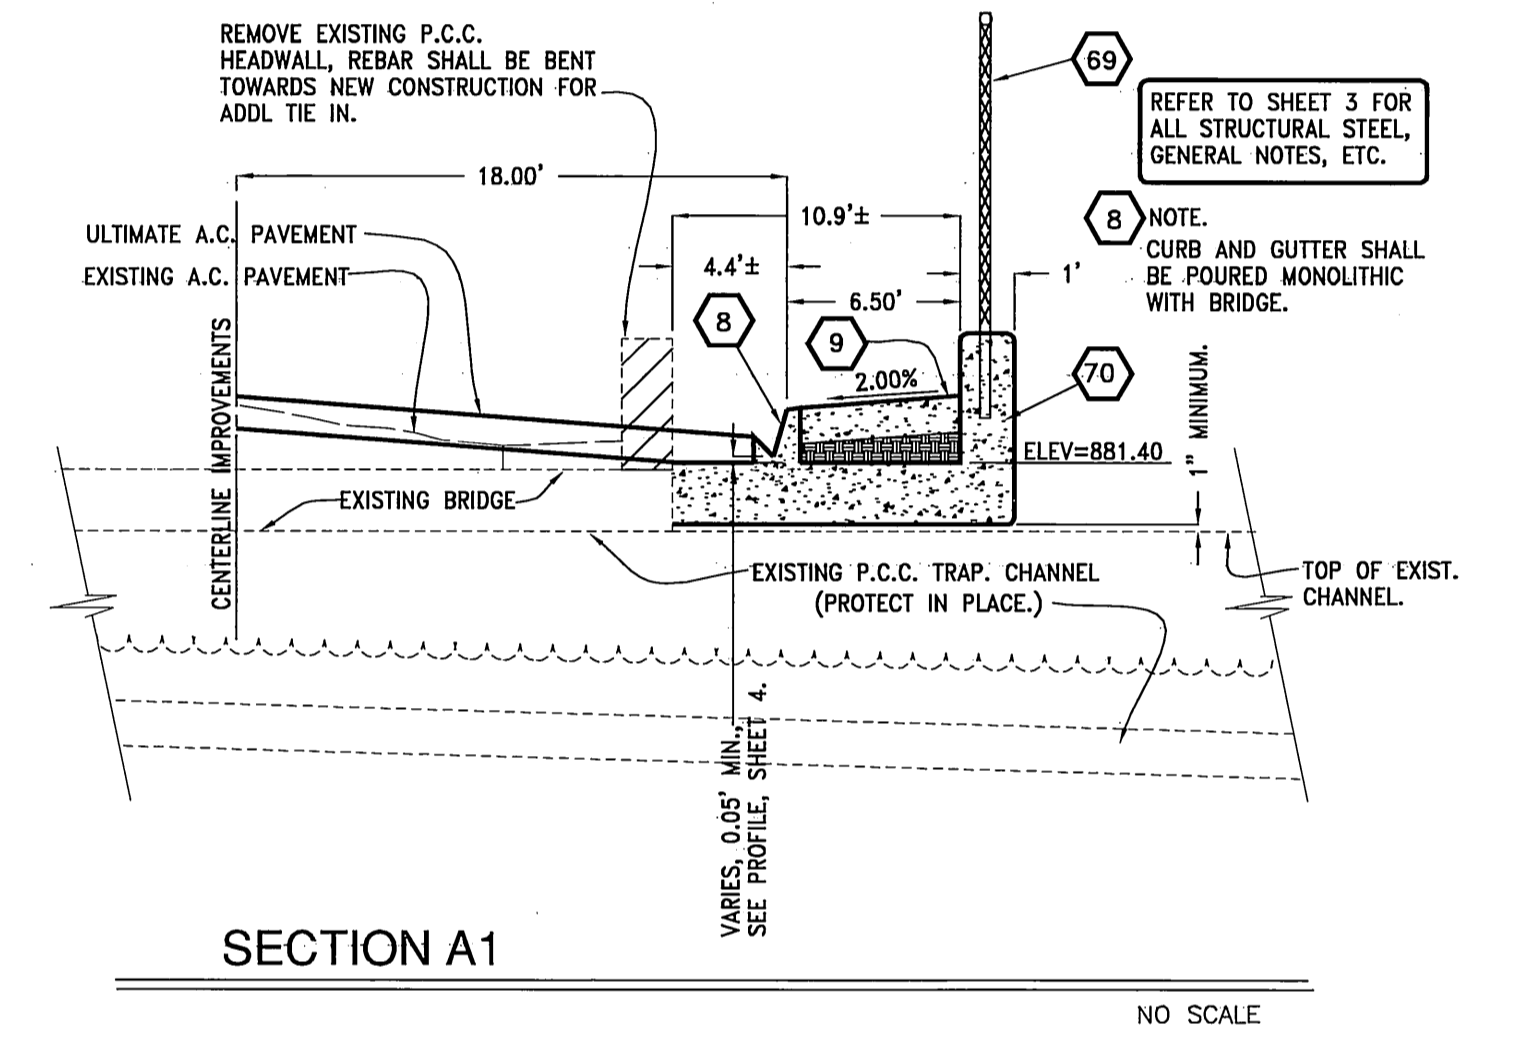 REMOVE EXISTING P.C.C.
HEADWALL, REBAR SHALL BE BENT
TOWARDS NEW CONSTRUCTION FOR
ADDL TIE IN.
69
REFER TO SHEET 3 FOR
ALL STRUCTURAL STEEL,
GENERAL NOTES, ETC.
18.00'
10.9'±
8 NOTE.
CURB AND GUTTER SHALL
BE POURED MONOLITHIC
WITH BRIDGE.
ULTIMATE A.C. PAVEMENT
EXISTING A.C. PAVEMENT
4.4'±
1'
6.50'
8
9
2.00%
70
1" MINIMUM.
ELEV=881.40
CENTERLINE IMPROVEMENTS
EXISTING BRIDGE
EXISTING P.C.C. TRAP. CHANNEL
(PROTECT IN PLACE.)
TOP OF EXIST.
CHANNEL.
VARIES, 0.05' MIN.,
SEE PROFILE, SHEET 4.
SECTION A1
NO SCALE